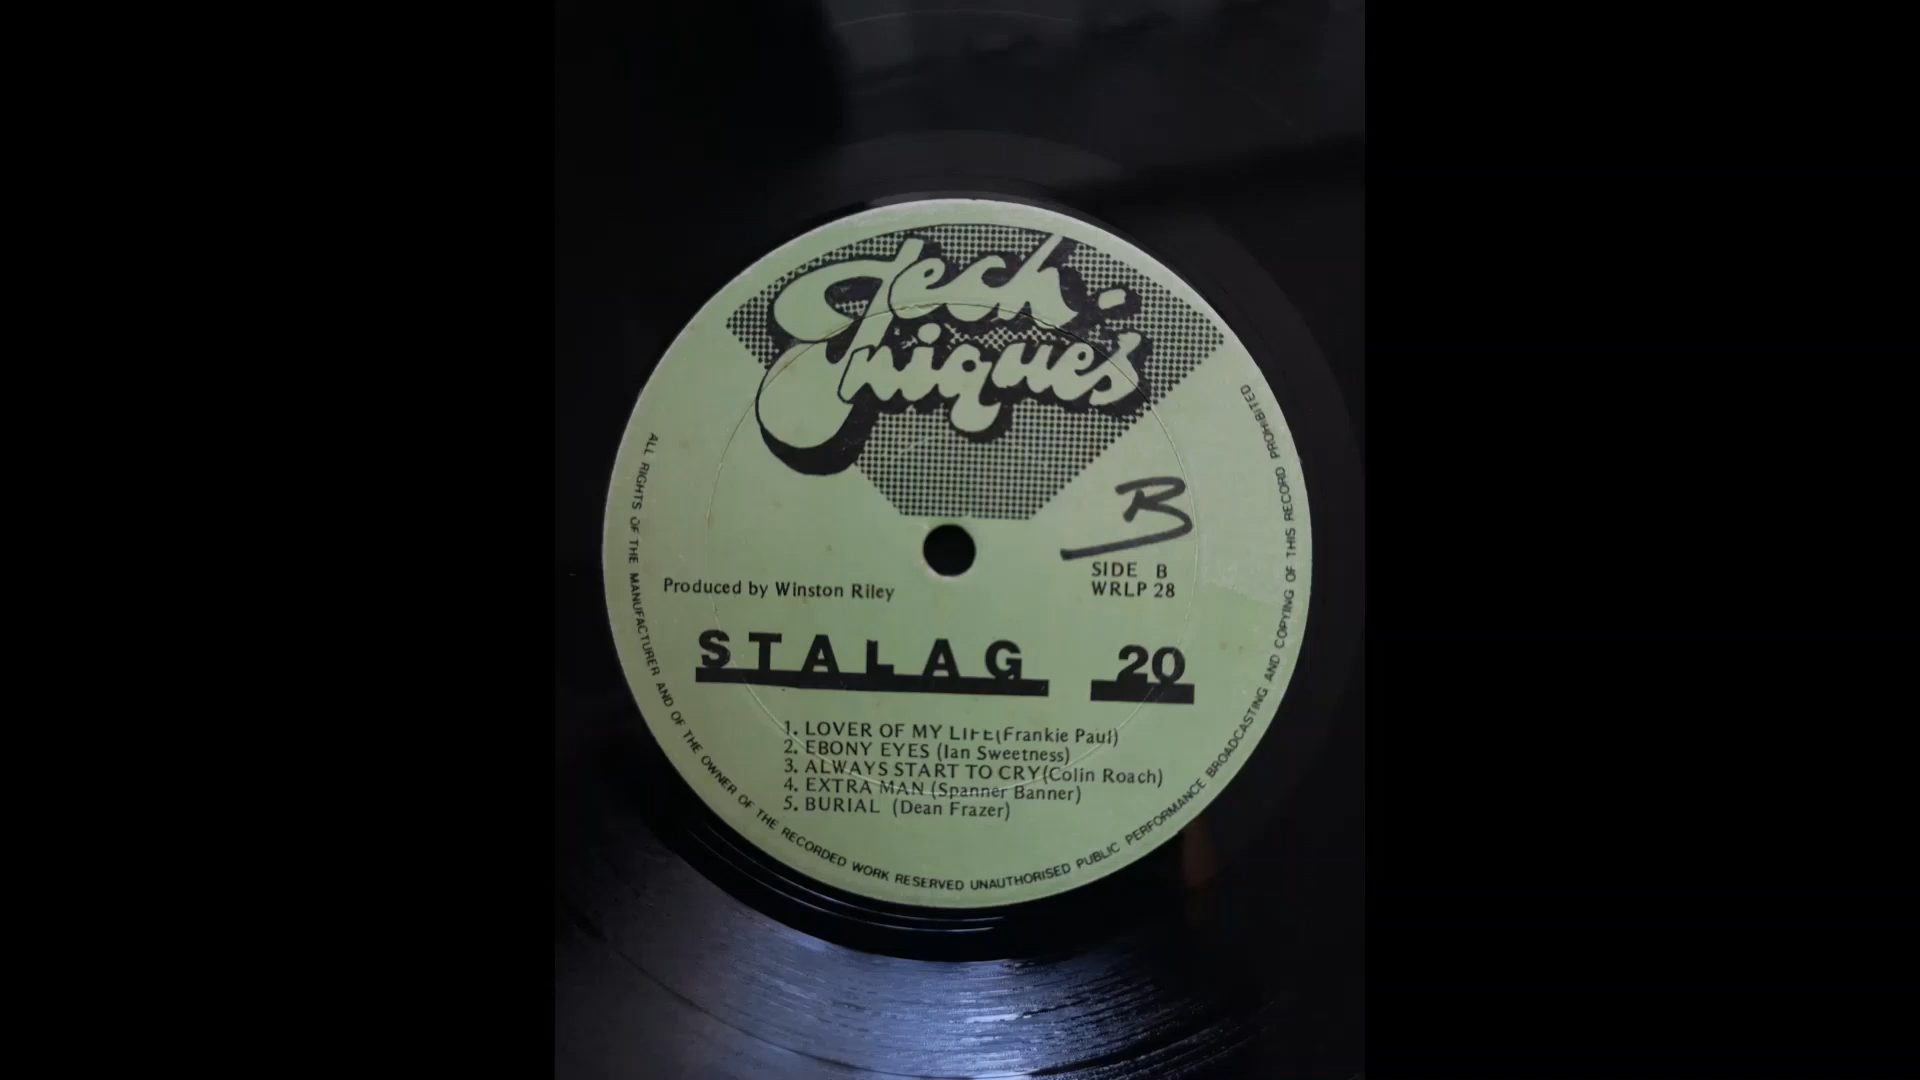 Tech-
niques
B
SIDE B
WRLP 28
Produced by Winston Riley
STALAG 20
1. LOVER OF MY LIFE(Frankie Paul)
2. EBONY EYES (Ian Sweetness)
3. ALWAYS START TO CRY(Colin Roach)
4. EXTRA MAN (Spanner Banner)
5. BURIAL (Dean Frazer)
ALL RIGHTS OF THE MANUFACTURER AND OF THE OWNER OF THE RECORDED WORK RESERVED UNAUTHORISED PUBLIC PERFORMANCE BROADCASTING AND COPYING OF THIS RECORD PROHIBITED